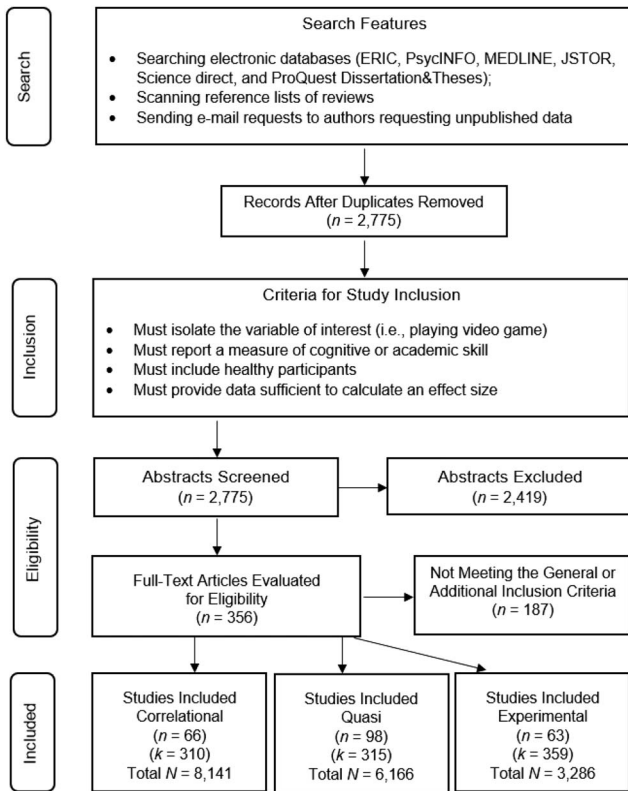 Search
Search Features
• Searching electronic databases (ERIC, PsycINFO, MEDLINE, JSTOR,
Science direct, and ProQuest Dissertation&Theses);
• Scanning reference lists of reviews
• Sending e-mail requests to authors requesting unpublished data
Records After Duplicates Removed
(n = 2,775)
Inclusion
Criteria for Study Inclusion
• Must isolate the variable of interest (i.e., playing video game)
• Must report a measure of cognitive or academic skill
• Must include healthy participants
• Must provide data sufficient to calculate an effect size
Eligibility
Abstracts Screened
(n = 2,775)
Abstracts Excluded
(n = 2,419)
Full-Text Articles Evaluated
for Eligibility
(n = 356)
Not Meeting the General or
Additional Inclusion Criteria
(n = 187)
Included
Studies Included
Correlational
(n = 66)
(k = 310)
Total N = 8,141
Studies Included
Quasi
(n = 98)
(k = 315)
Total N = 6,166
Studies Included
Experimental
(n = 63)
(k = 359)
Total N = 3,286